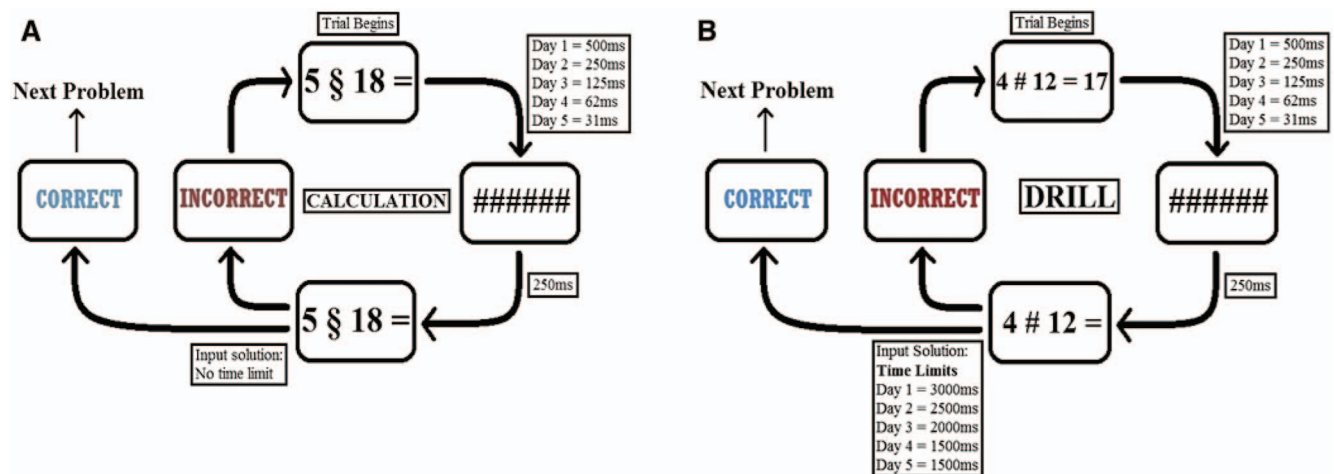 A
Trial Begins
5 § 18 =
Day 1 = 500ms
Day 2 = 250ms
Day 3 = 125ms
Day 4 = 62ms
Day 5 = 31ms
Next Problem
CORRECT
INCORRECT
CALCULATION
######
250ms
5 § 18 =
Input solution:
No time limit
B
Trial Begins
4 # 12 = 17
Day 1 = 500ms
Day 2 = 250ms
Day 3 = 125ms
Day 4 = 62ms
Day 5 = 31ms
Next Problem
CORRECT
INCORRECT
DRILL
######
250ms
4 # 12 =
Input Solution:
Time Limits
Day 1 = 3000ms
Day 2 = 2500ms
Day 3 = 2000ms
Day 4 = 1500ms
Day 5 = 1500ms